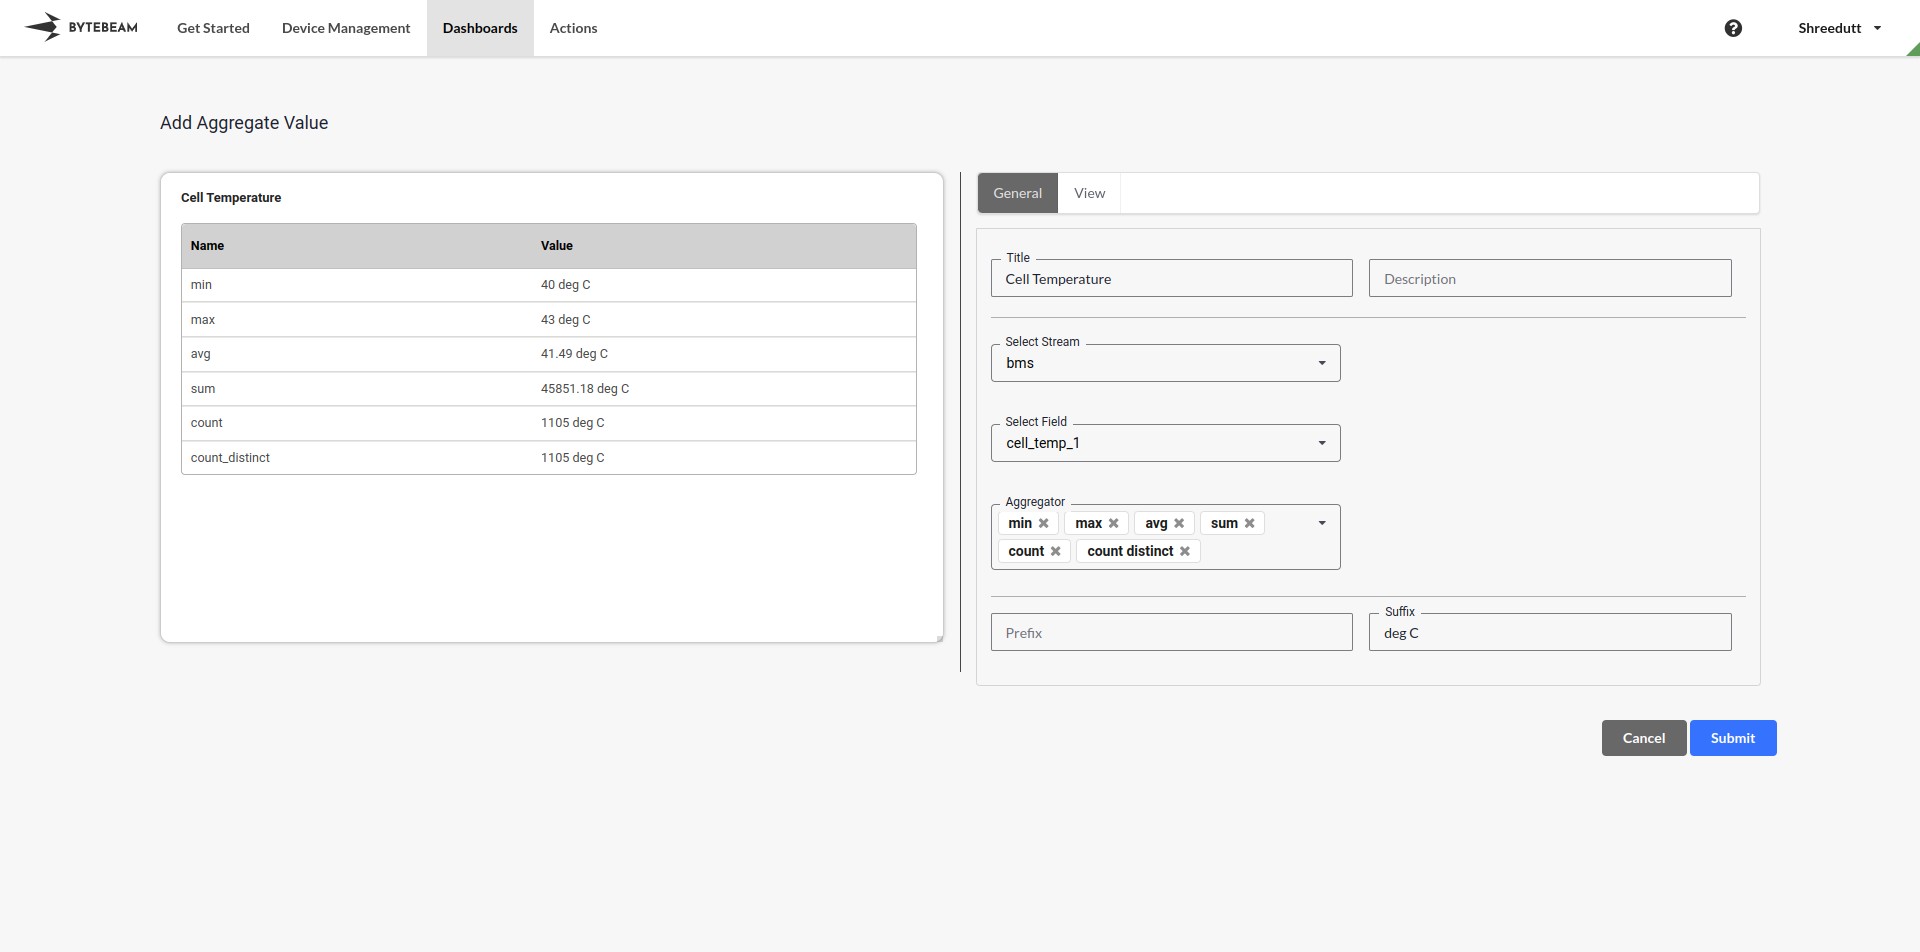 BYTEBEAM Get Started Device Management Dashboards Actions Shreedutt
Add Aggregate Value
Cell Temperature
Name Value
min 40 deg C
max 43 deg C
avg 41.49 deg C
sum 45851.18 deg C
count 1105 deg C
count_distinct 1105 deg C
General View
Title
Cell Temperature Description
Select Stream
bms
Select Field
cell_temp_1
Aggregator
min max avg sum
count count distinct
Suffix
Prefix deg C
Cancel Submit